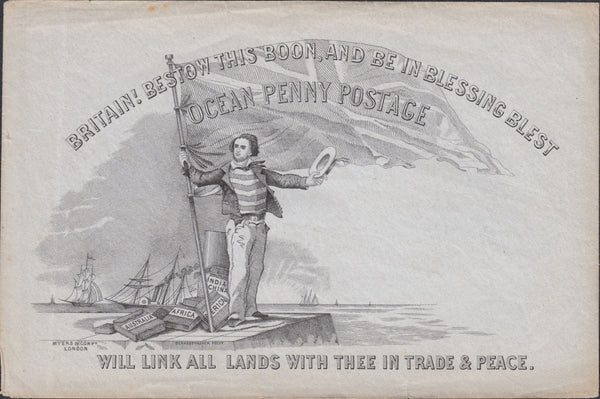 BRITAIN! BESTOW THIS BOON, AND BE IN BLESSING BLEST
OCEAN PENNY POSTAGE
INDIA
CHINA
AMERICA
AFRICA
AUSTRALIA
MYERS & COMPY
LONDON
WILL LINK ALL LANDS WITH THEE IN TRADE & PEACE.